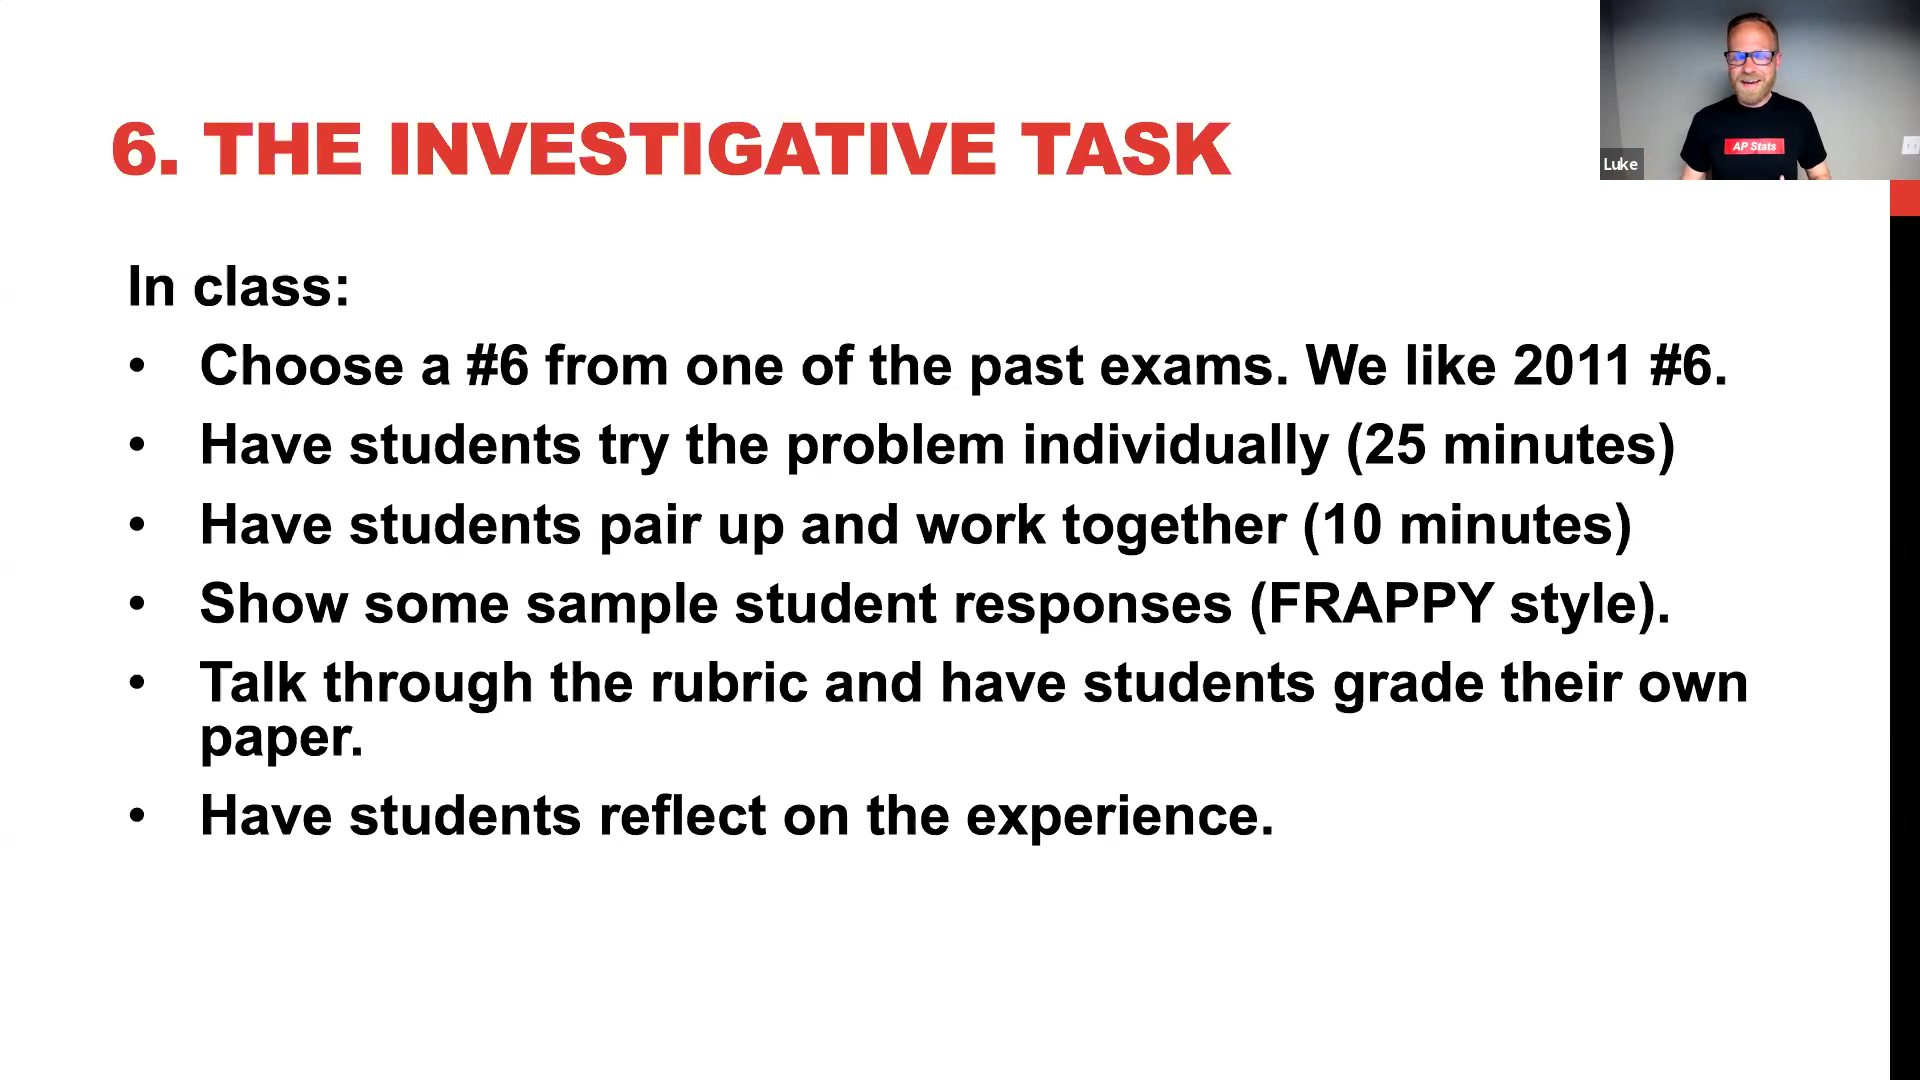 6. THE INVESTIGATIVE TASK
AP Stats
Luke
In class:
• Choose a #6 from one of the past exams. We like 2011 #6.
• Have students try the problem individually (25 minutes)
• Have students pair up and work together (10 minutes)
• Show some sample student responses (FRAPPY style).
• Talk through the rubric and have students grade their own
paper.
• Have students reflect on the experience.